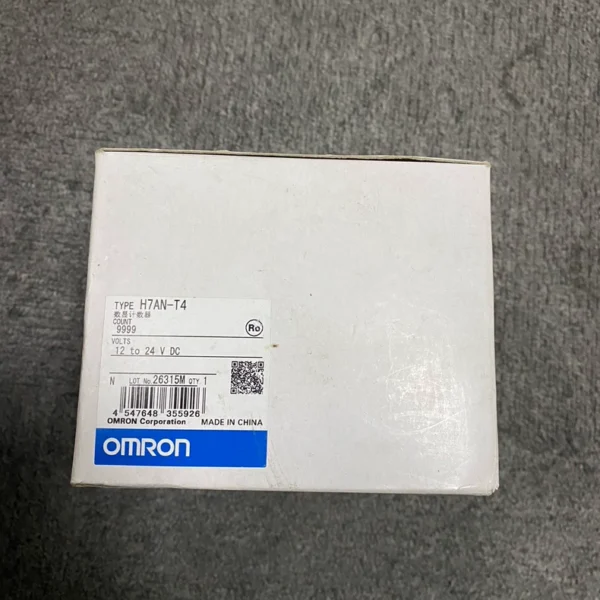 TYPE H7AN-T4
数显计数器
COUNT
9999
Ro
VOLTS
12 to 24 V DC
N LOT No. 26315M QTY 1
4 547648 355926
OMRON Corporation MADE IN CHINA
OMRON